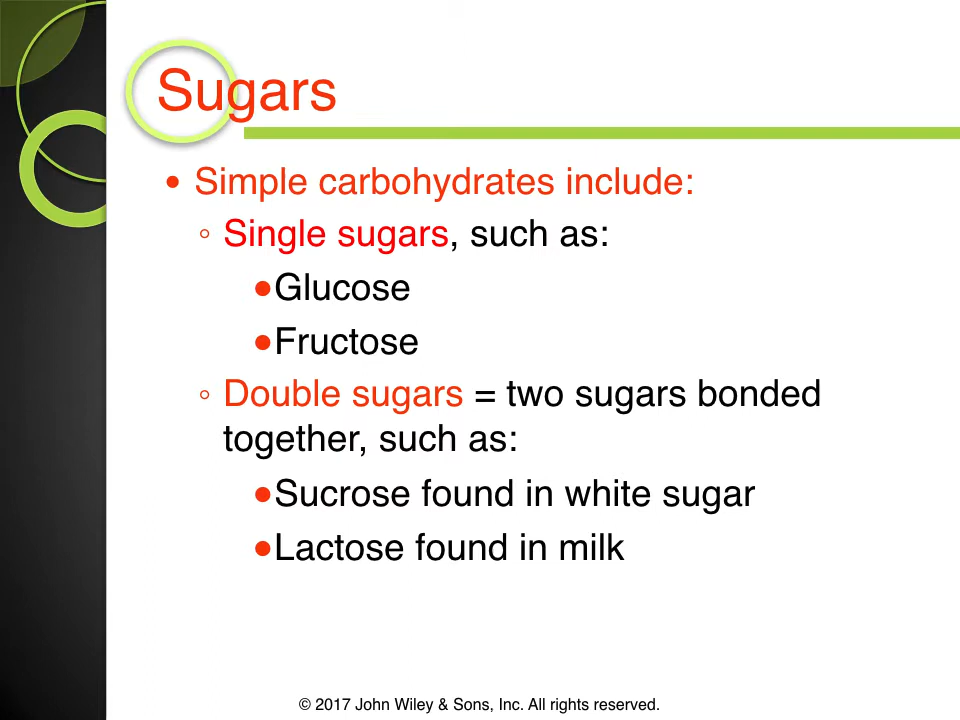 Sugars
• Simple carbohydrates include:
◦ Single sugars, such as:
●Glucose
●Fructose
◦ Double sugars = two sugars bonded
together, such as:
●Sucrose found in white sugar
●Lactose found in milk
© 2017 John Wiley & Sons, Inc. All rights reserved.